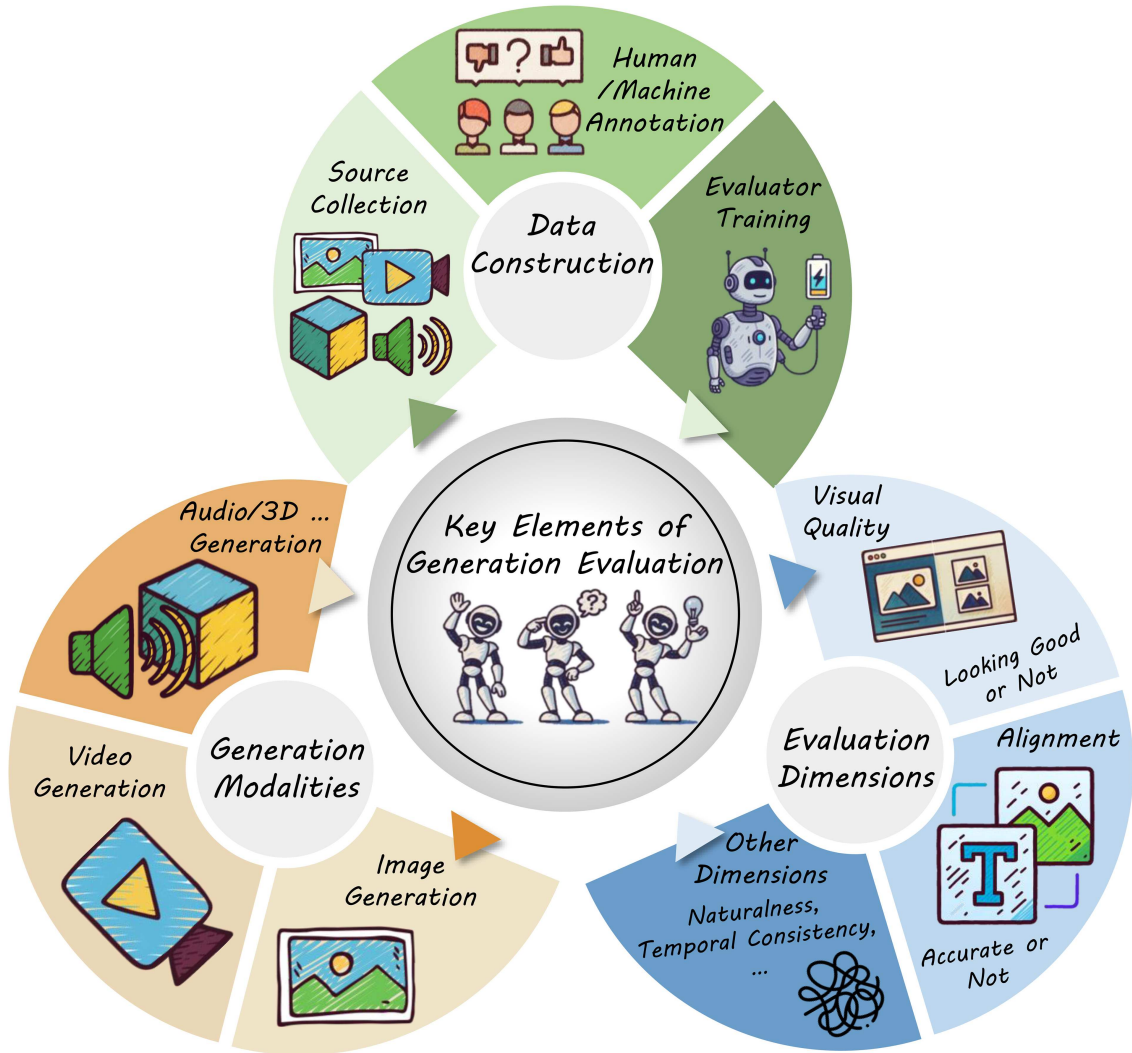 Human
/Machine
Annotation
?
Source
Collection
Evaluator
Training
Data
Construction
Key Elements of
Generation Evaluation
?
Audio/3D ...
Generation
Video
Generation
Generation
Modalities
Image
Generation
Visual
Quality
Looking Good
or Not
Evaluation
Dimensions
Alignment
T
Accurate or
Not
Other
Dimensions
Naturalness,
Temporal Consistency,
...